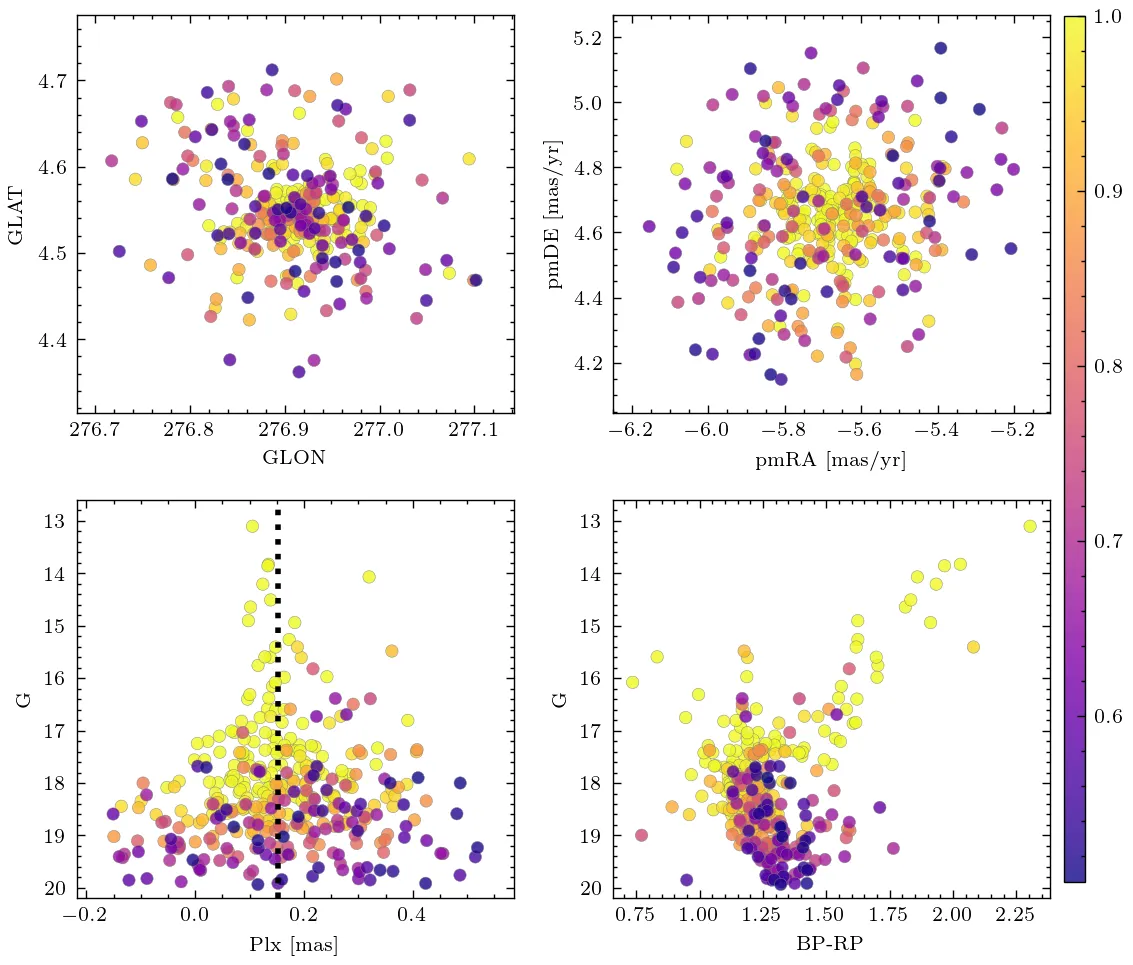 4.7
4.6
4.5
4.4
GLAT
276.7 276.8 276.9 277.0 277.1
GLON
5.2
5.0
4.8
4.6
4.4
4.2
pmDE [mas/yr]
−6.2 −6.0 −5.8 −5.6 −5.4 −5.2
pmRA [mas/yr]
1.0
0.9
0.8
0.7
0.6
13
14
15
16
17
18
19
20
G
−0.2 0.0 0.2 0.4
Plx [mas]
13
14
15
16
17
18
19
20
G
0.75 1.00 1.25 1.50 1.75 2.00 2.25
BP-RP